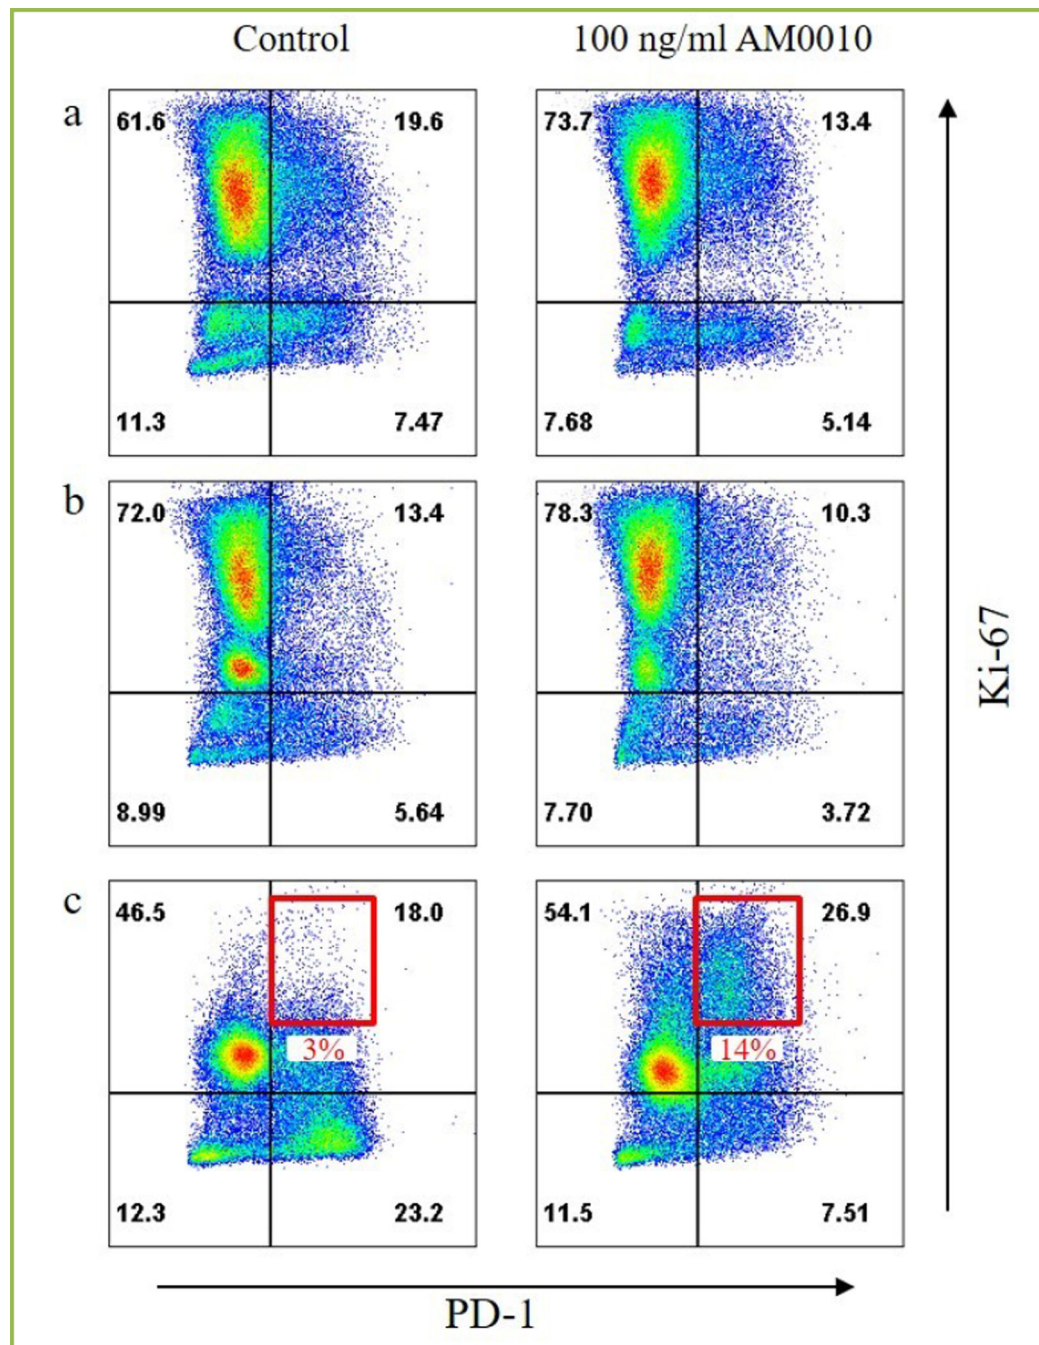 Control 100 ng/ml AM0010
a 61.6 19.6 73.7 13.4
11.3 7.47 7.68 5.14
b 72.0 13.4 78.3 10.3
8.99 5.64 7.70 3.72
c 46.5 18.0 54.1 26.9
3% 14%
12.3 23.2 11.5 7.51
Ki-67
PD-1